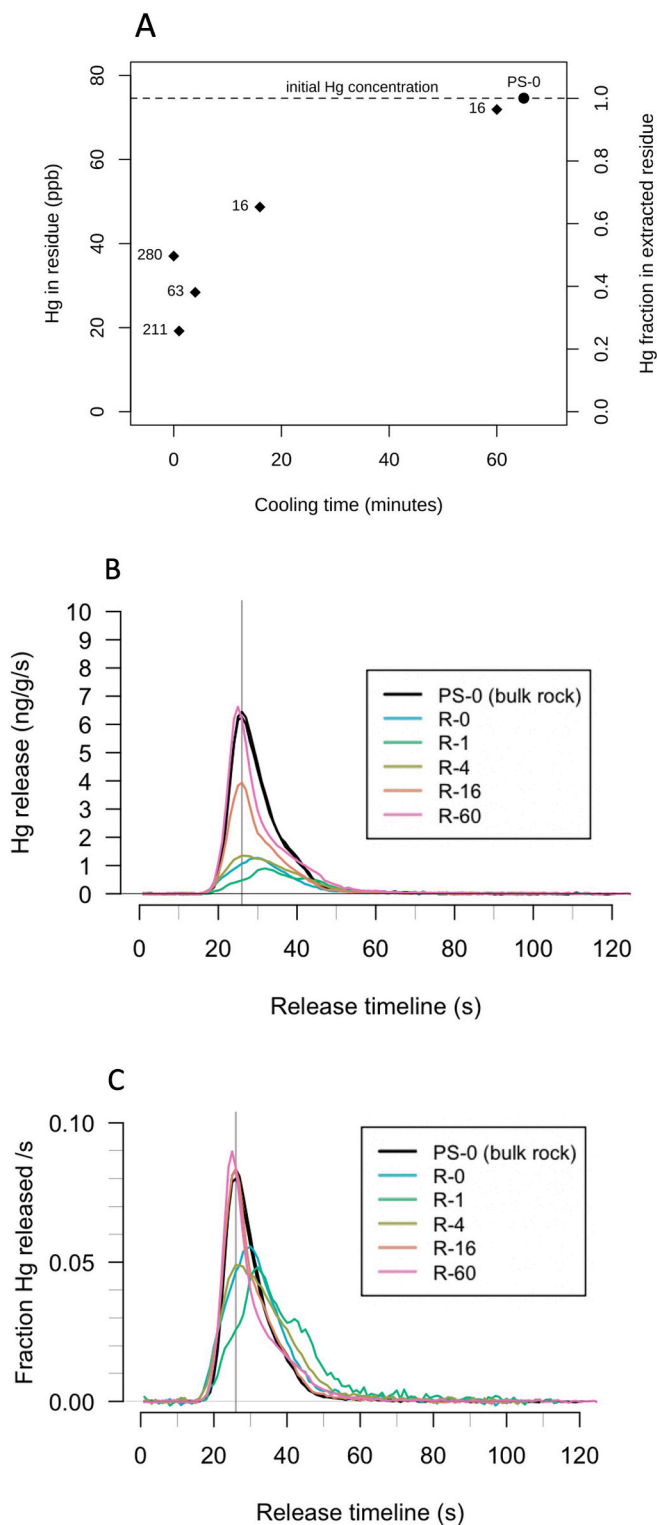 A
initial Hg concentration
PS-0
16
16
280
63
211
80
60
40
20
0
Hg in residue (ppb)
1.0
0.8
0.6
0.4
0.2
0.0
Hg fraction in extracted residue
0 20 40 60
Cooling time (minutes)
B
10
9
8
7
6
5
4
3
2
1
0
Hg release (ng/g/s)
PS-0 (bulk rock)
R-0
R-1
R-4
R-16
R-60
0 20 40 60 80 100 120
Release timeline (s)
C
0.10
0.05
0.00
Fraction Hg released /s
PS-0 (bulk rock)
R-0
R-1
R-4
R-16
R-60
0 20 40 60 80 100 120
Release timeline (s)